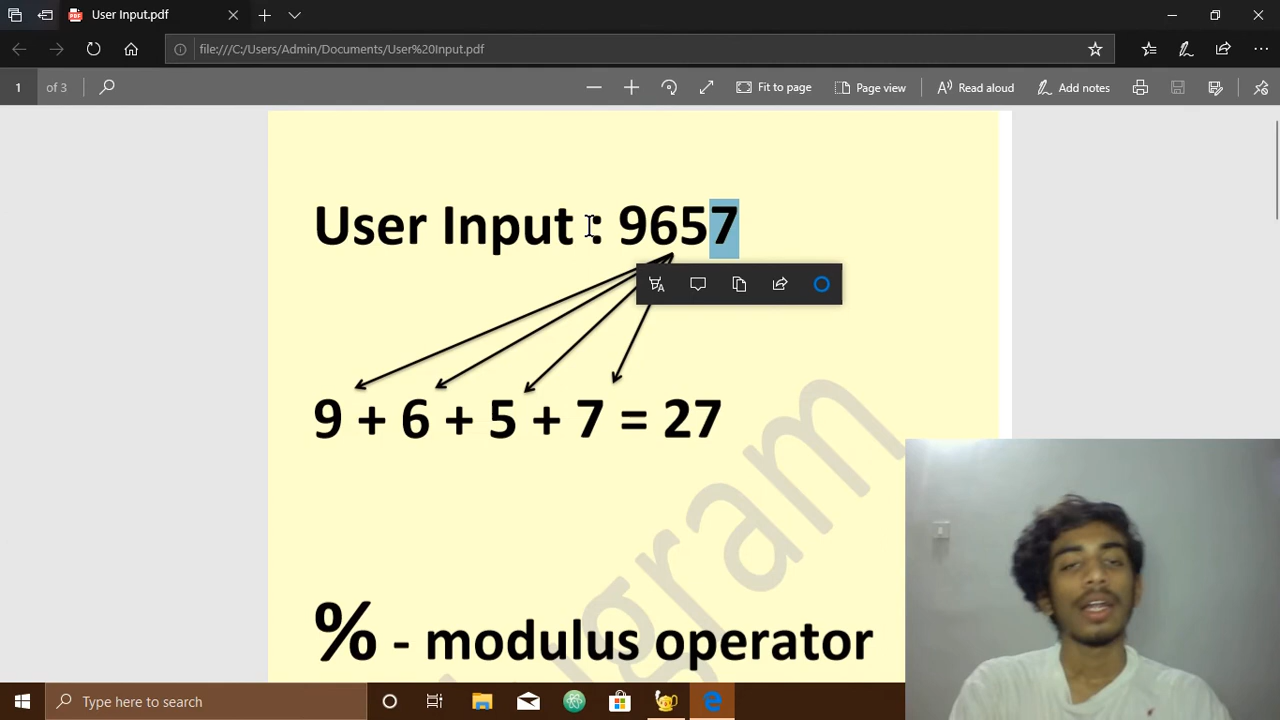 User Input.pdf
file:///C:/Users/Admin/Documents/User%20Input.pdf
1 of 3
Fit to page
Page view
Read aloud
Add notes
User Input : 9657
9 + 6 + 5 + 7 = 27
% - modulus operator
Type here to search